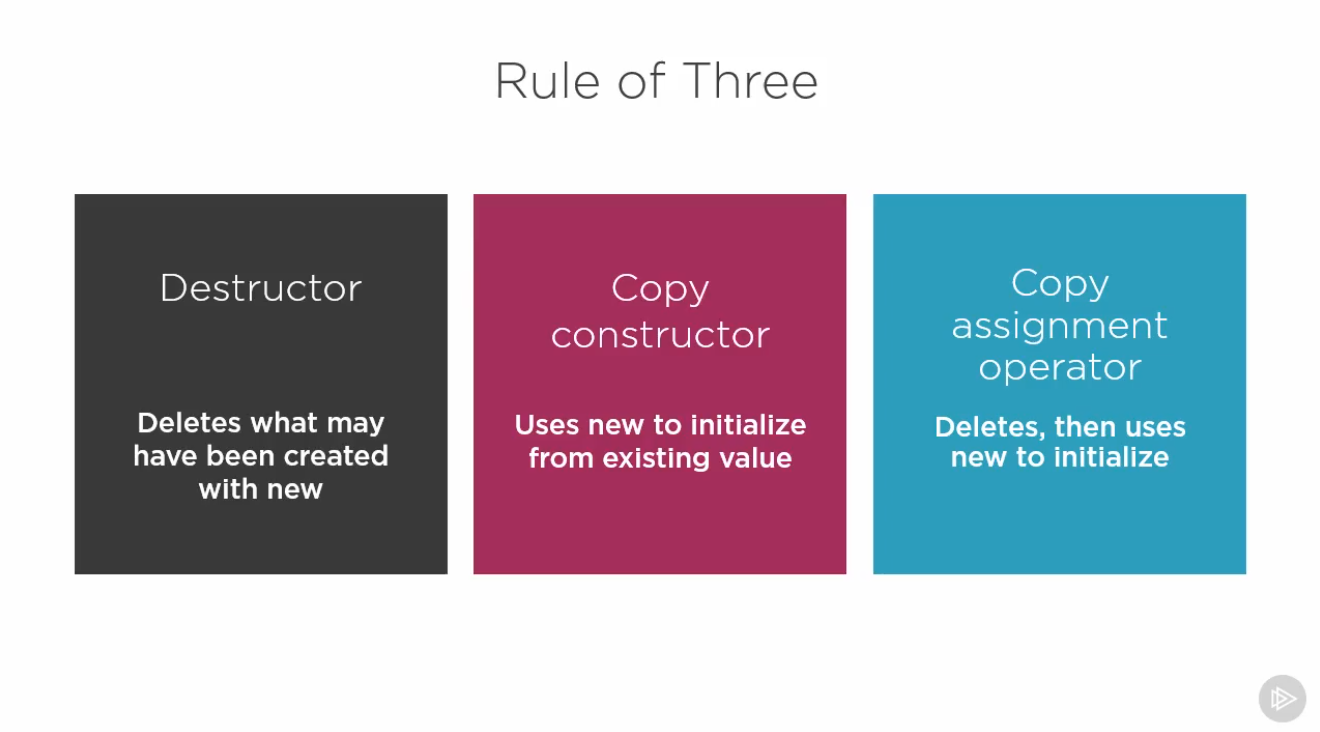 Rule of Three
Destructor
Deletes what may
have been created
with new
Copy
constructor
Uses new to initialize
from existing value
Copy
assignment
operator
Deletes, then uses
new to initialize